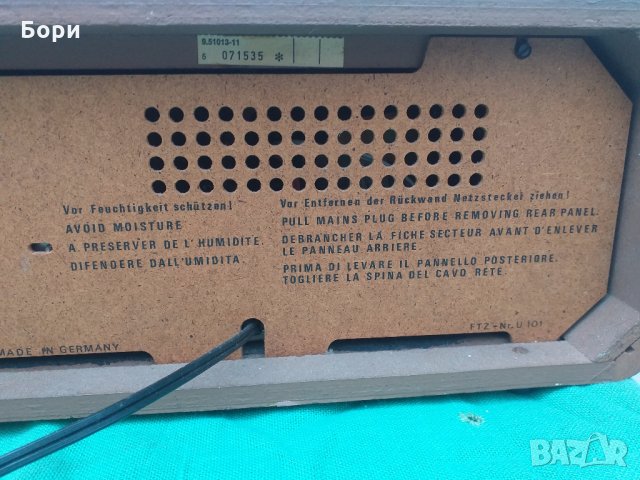 Бори
9.51013-11
6 071535 *
Vor Feuchtigkeit schützen!
AVOID MOISTURE
A. PRESERVER DE L'HUMIDITE.
DIFENDERE DALL'UMIDITA.
Vor Entfernen der Rückwand Netzstecker ziehen!
PULL MAINS PLUG BEFORE REMOVING REAR PANEL.
DEBRANCHER LA FICHE SECTEUR AVANT D'ENLEVER
LE PANNEAU ARRIERE.
PRIMA DI LEVARE IL PANNELLO POSTERIORE.
TOGLIERE LA SPINA DEL CAVO RETE.
MADE IN GERMANY
FTZ-Nr. U 101
BAZAR